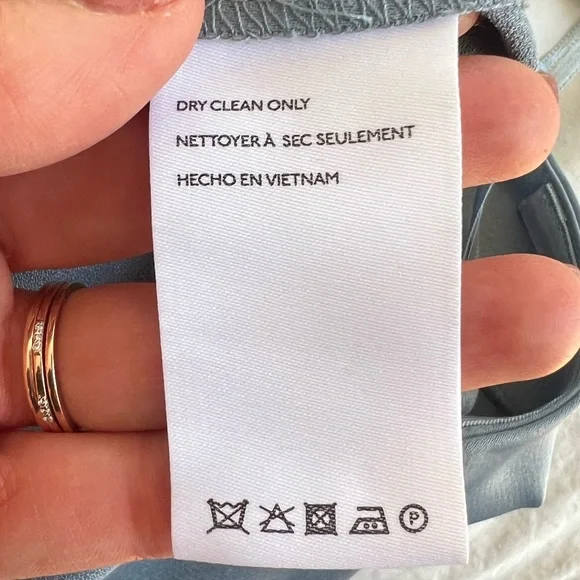 DRY CLEAN ONLY
NETTOYER À SEC SEULEMENT
HECHO EN VIETNAM
P